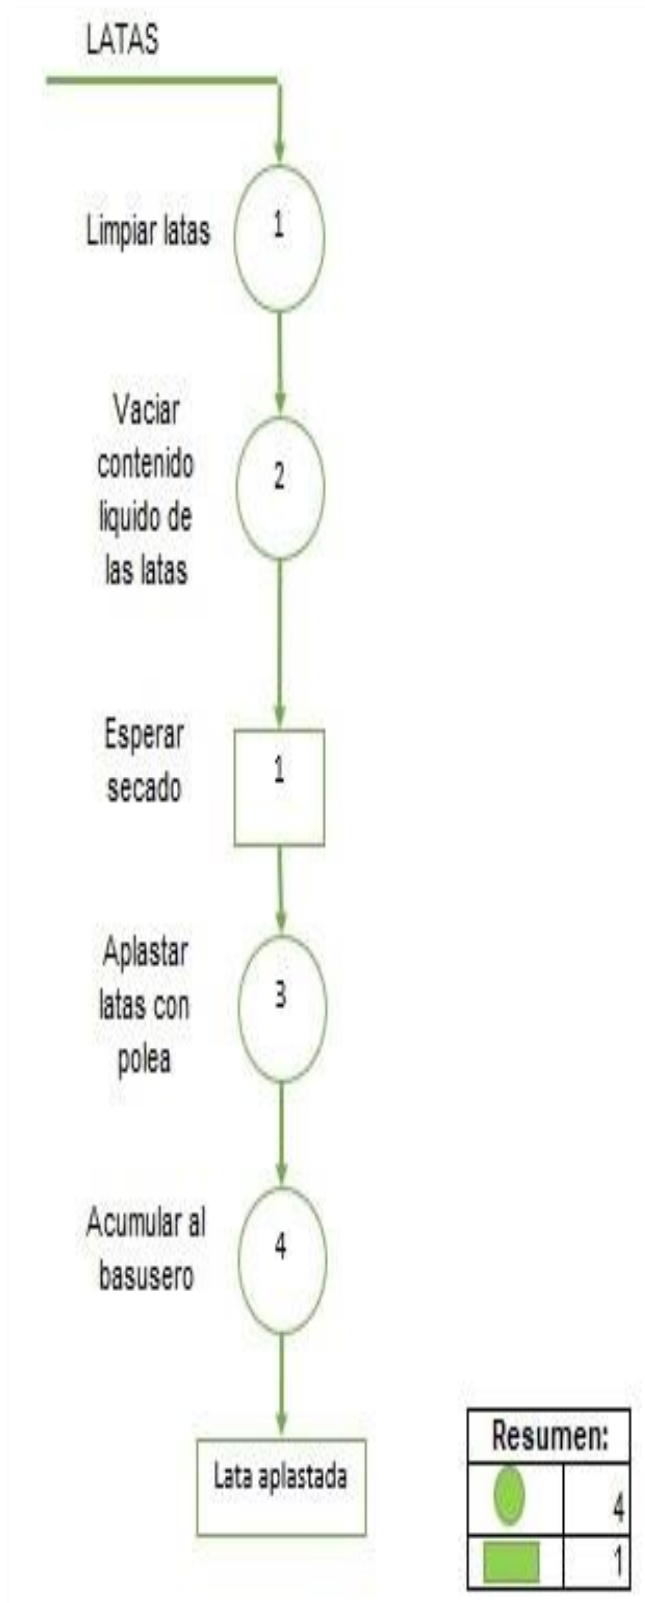 LATAS
Limpiar latas
1
Vaciar
contenido
liquido de
las latas
2
Esperar
secado
1
Aplastar
latas con
polea
3
Acumular al
basusero
4
Lata aplastada
Resumen:
4
1